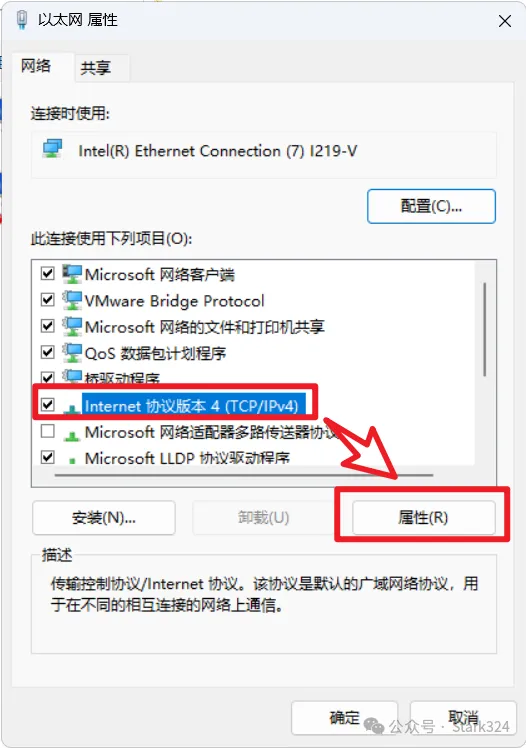 以太网 属性
网络
共享
连接时使用:
Intel(R) Ethernet Connection (7) I219-V
配置(C)...
此连接使用下列项目(O):
Microsoft 网络客户端
VMware Bridge Protocol
Microsoft 网络的文件和打印机共享
QoS 数据包计划程序
桥驱动程序
Internet 协议版本 4 (TCP/IPv4)
Microsoft 网络适配器多路传送器协议
Microsoft LLDP 协议驱动程序
安装(N)...
卸载(U)
属性(R)
描述
传输控制协议/Internet 协议。该协议是默认的广域网络协议，用
于在不同的相互连接的网络上通信。
确定
取消
公众号 · Stark324